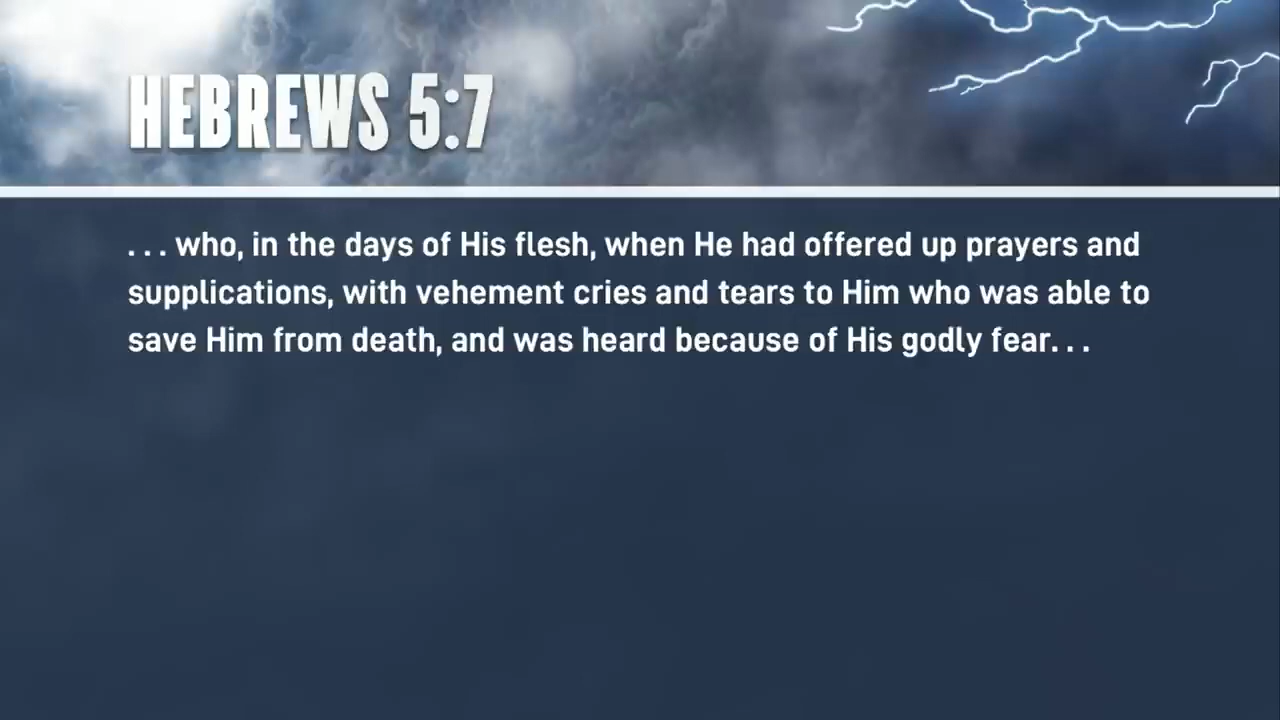 HEBREWS 5:7
. . . who, in the days of His flesh, when He had offered up prayers and
supplications, with vehement cries and tears to Him who was able to
save Him from death, and was heard because of His godly fear. . .